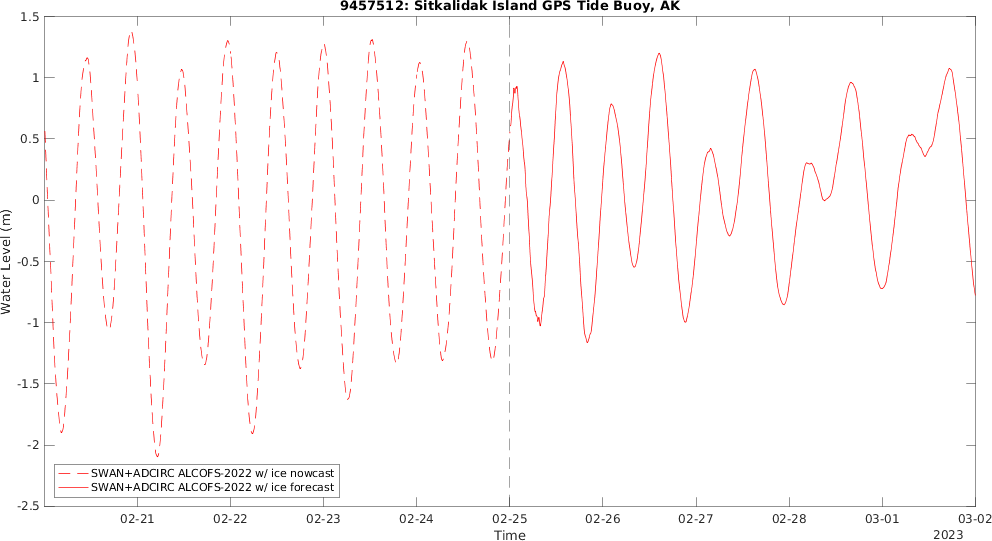 9457512: Sitkalidak Island GPS Tide Buoy, AK
1.5
1
0.5
0
-0.5
-1
-1.5
-2
-2.5
Water Level (m)
SWAN+ADCIRC ALCOFS-2022 w/ ice nowcast
SWAN+ADCIRC ALCOFS-2022 w/ ice forecast
02-21 02-22 02-23 02-24 02-25 02-26 02-27 02-28 03-01 03-02
Time
2023